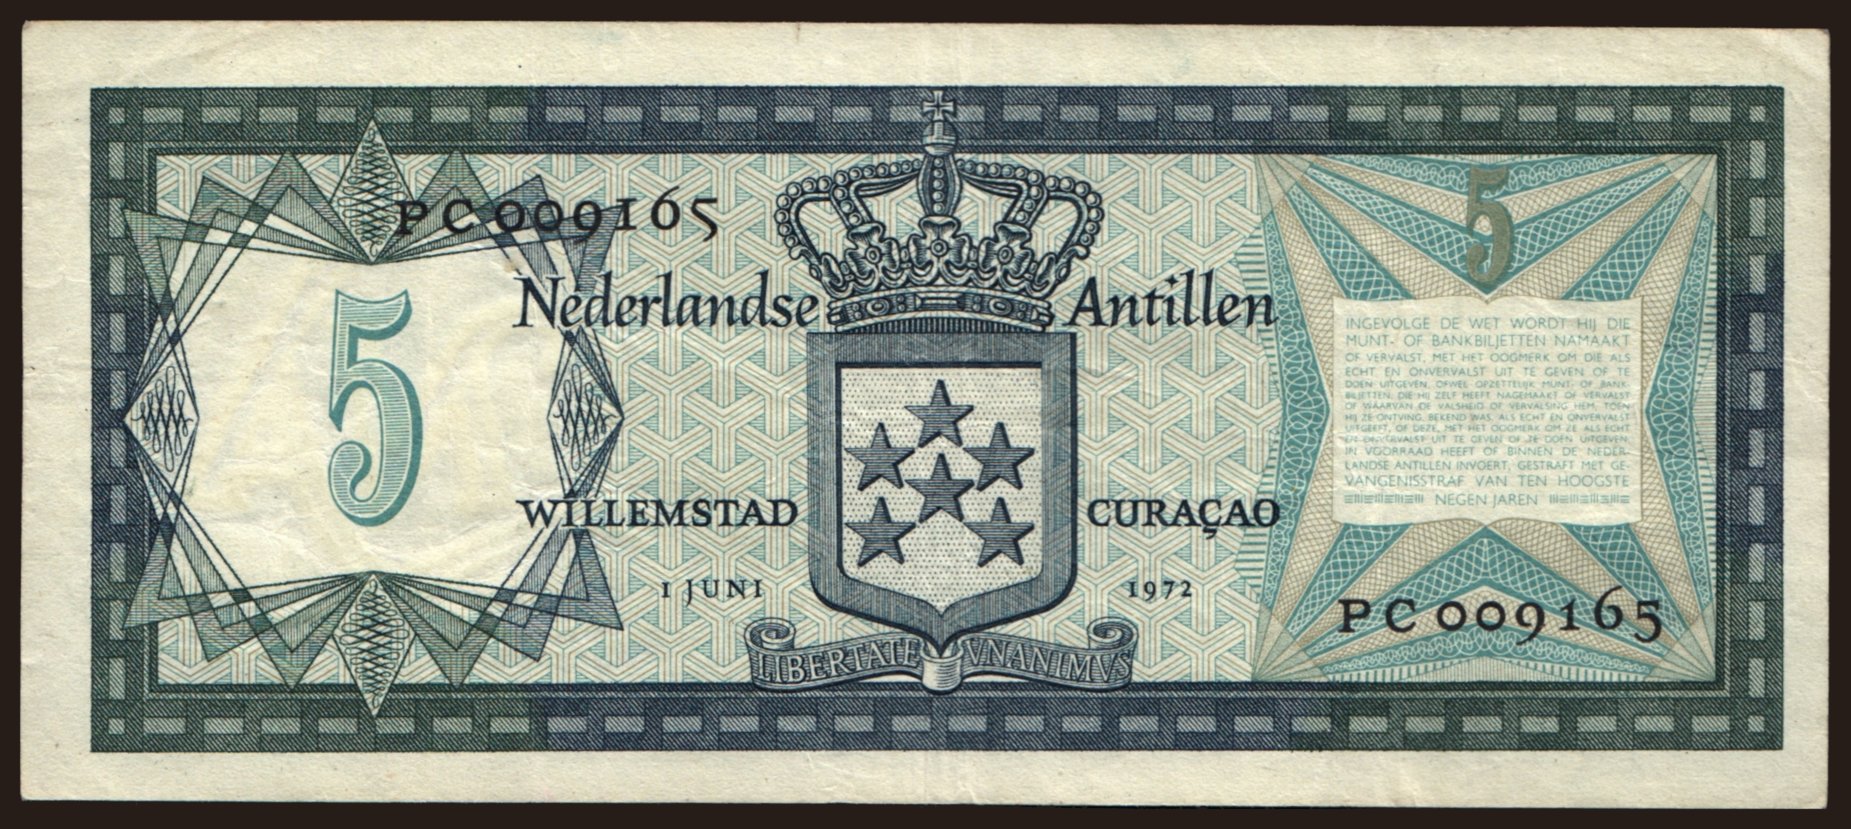 PC 009165
Nederlandse Antillen
5
5
INGEVOLGE DE WET WORDT HIJ DIE
MUNT- OF BANKBILJETTEN NAMAAKT
OF VERVALST, MET HET OOGMERK OM DIE ALS
ECHT EN ONVERVALST UIT TE GEVEN OF TE
DOEN UITGEVEN, OFWEL OPZETTELIJK MUNT- OF BANK-
BILJETTEN, DIE HIJ ZELF HEEFT NAGEMAAKT OF VERVALST
OF WAARVAN DE VALSHEID OF VERVALSING HEM, TOEN
HIJ ZE ONTVING, BEKEND WAS, ALS ECHT EN ONVERVALST
UITGEEFT, OF DEZE, MET HET OOGMERK OM ZE ALS ECHT
EN ONVERVALST UIT TE GEVEN OF TE DOEN UITGEVEN,
IN VOORRAAD HEEFT OF BINNEN DE NEDER-
LANDSE ANTILLEN INVOERT, GESTRAFT MET GE-
VANGENISSTRAF VAN TEN HOOGSTE
NEGEN JAREN
WILLEMSTAD CURAÇAO
1 JUNI 1972
PC 009165
LIBERTATE VNANIMVS